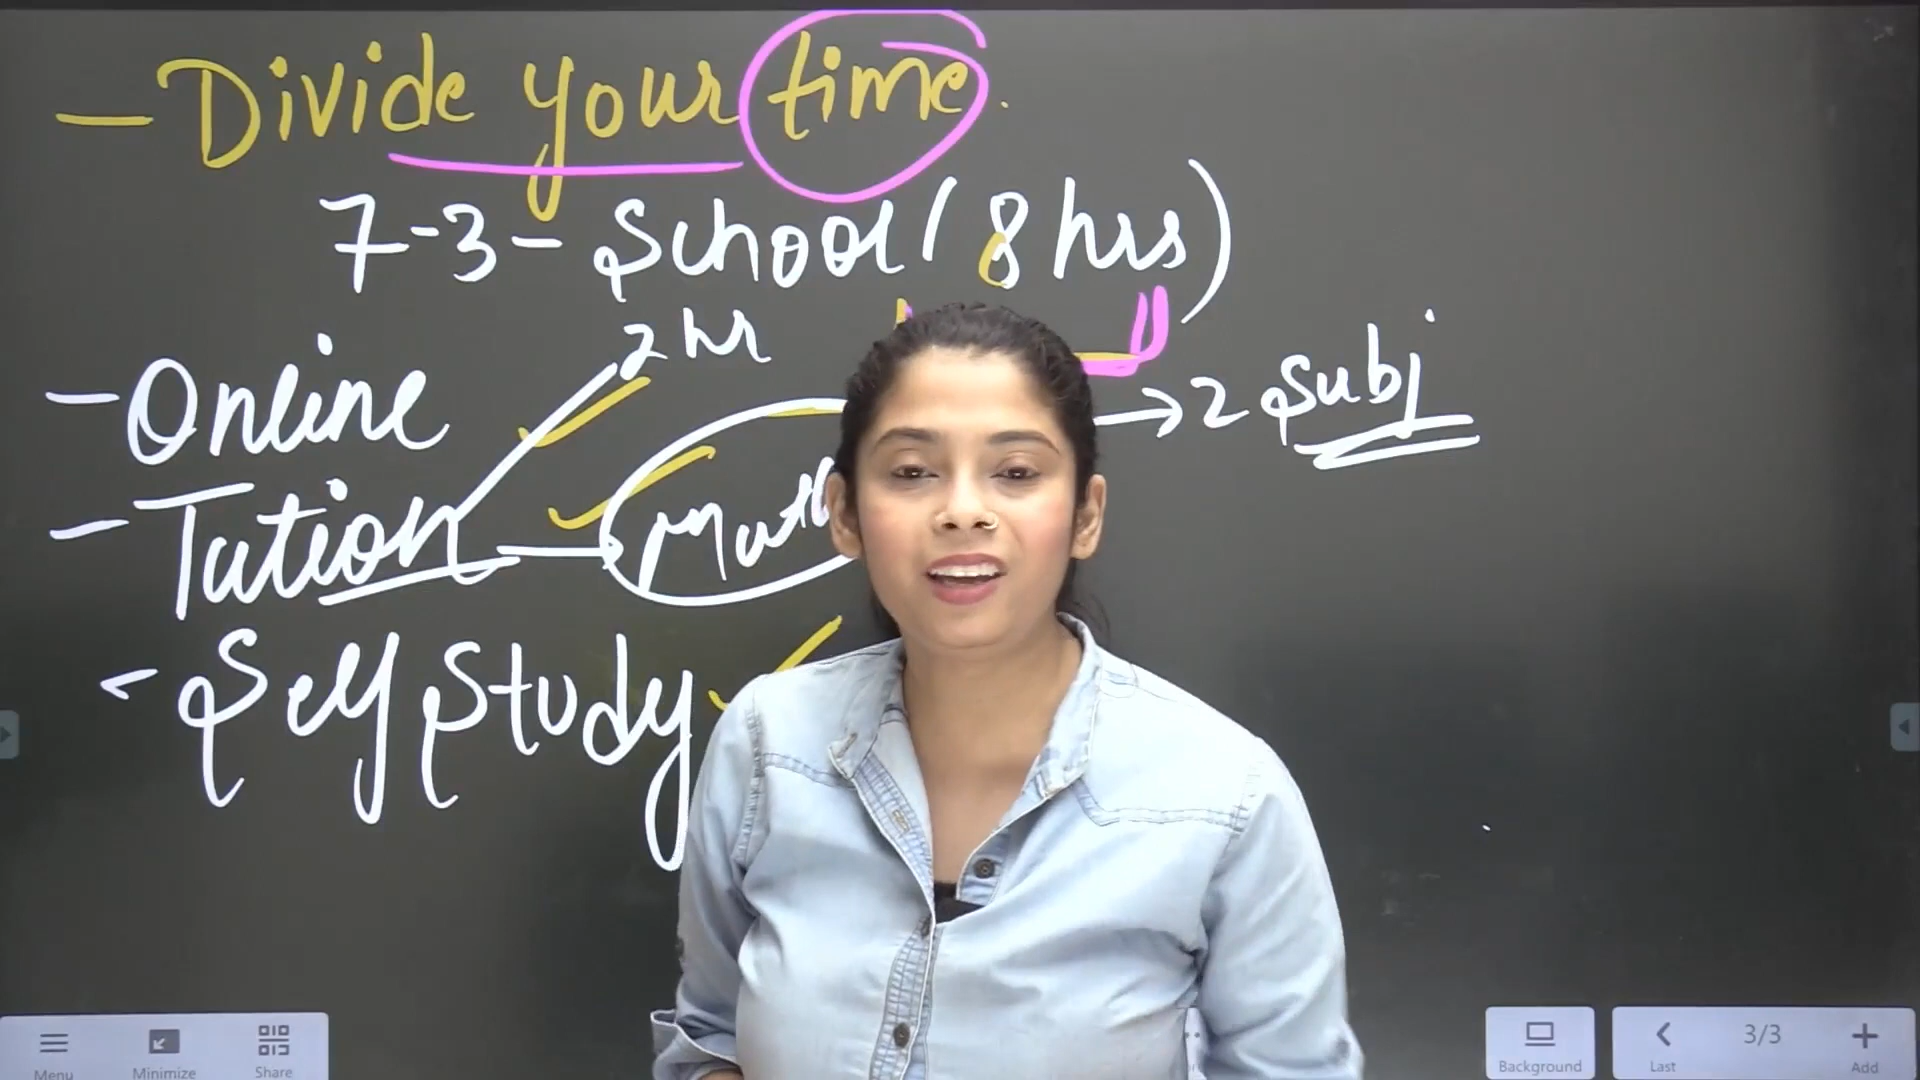 - Divide your time.
7-3- School (8 hrs)
2 hr
- Online
→ 2 Subj
- Tution — Math
- Self Study
Menu
Minimize
Share
Background
Last
3/3
Add